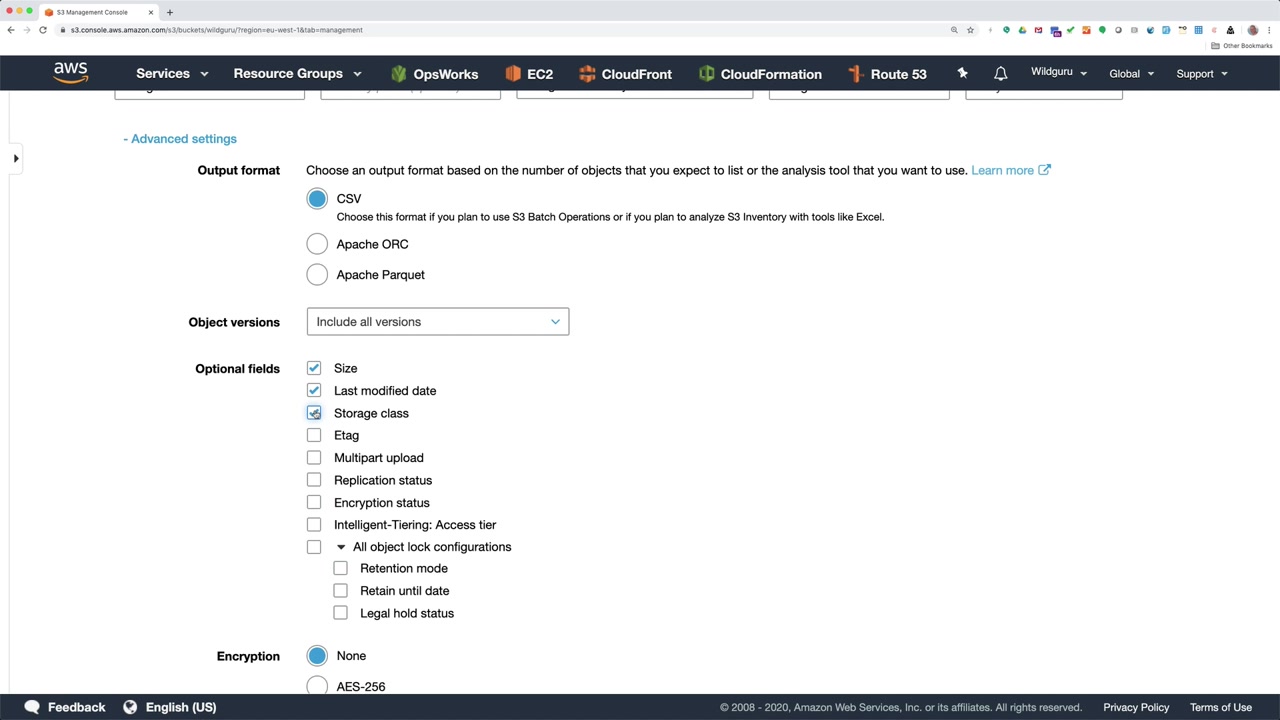 S3 Management Console
s3.console.aws.amazon.com/s3/buckets/wildguru/?region=eu-west-1&tab=management
Other Bookmarks
aws Services Resource Groups OpsWorks EC2 CloudFront CloudFormation Route 53 Wildguru Global Support
- Advanced settings
Output format Choose an output format based on the number of objects that you expect to list or the analysis tool that you want to use. Learn more
CSV
Choose this format if you plan to use S3 Batch Operations or if you plan to analyze S3 Inventory with tools like Excel.
Apache ORC
Apache Parquet
Object versions Include all versions
Optional fields Size
Last modified date
Storage class
Etag
Multipart upload
Replication status
Encryption status
Intelligent-Tiering: Access tier
All object lock configurations
Retention mode
Retain until date
Legal hold status
Encryption None
AES-256
Feedback English (US) © 2008 - 2020, Amazon Web Services, Inc. or its affiliates. All rights reserved. Privacy Policy Terms of Use